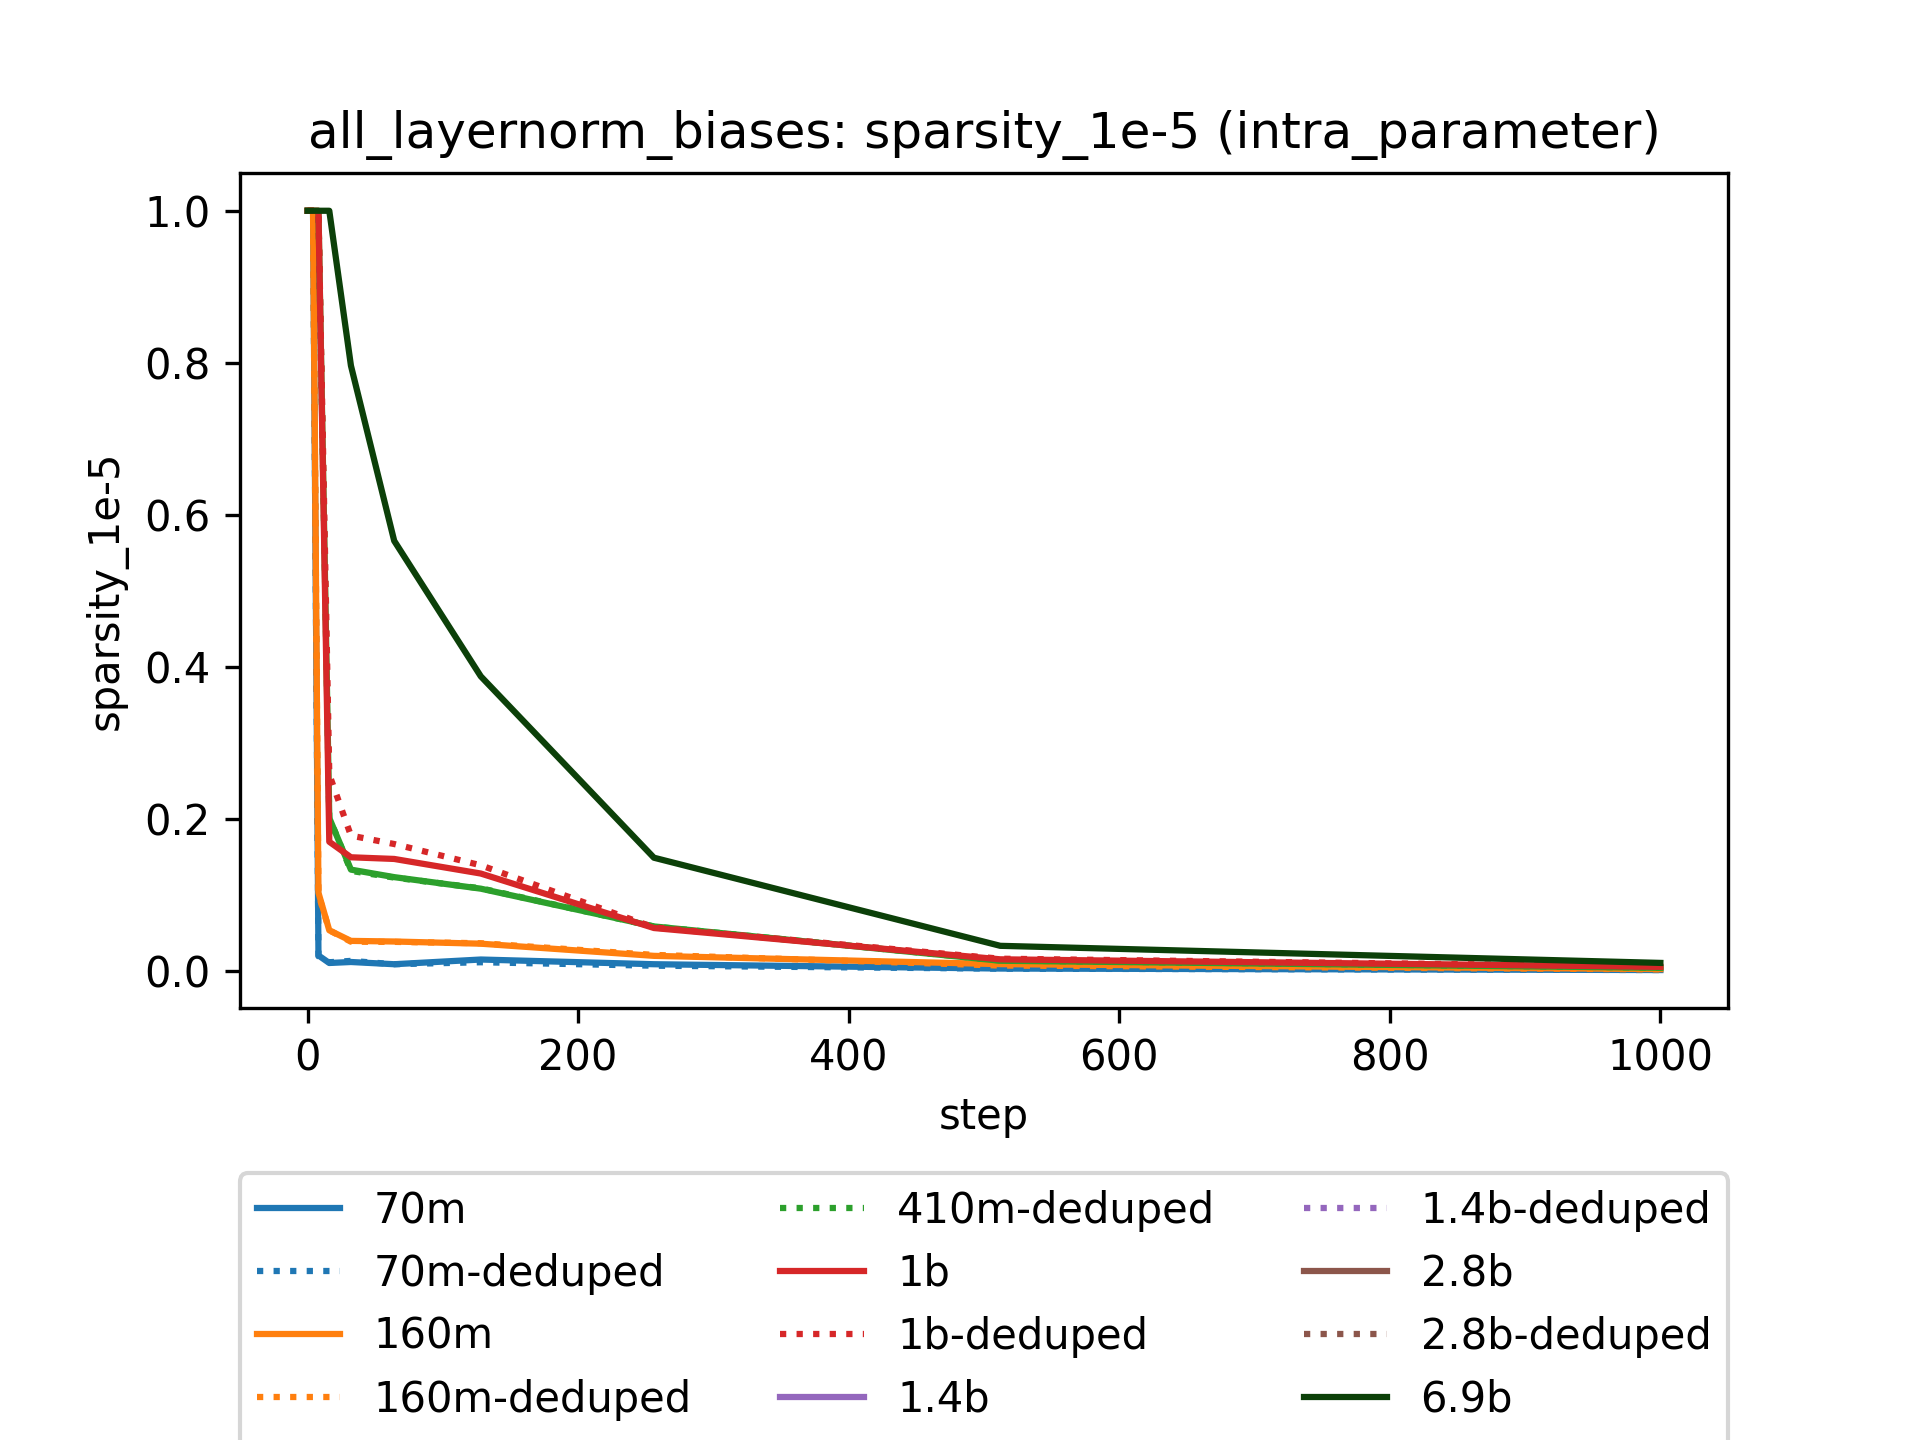 all_layernorm_biases: sparsity_1e-5 (intra_parameter)
1.0
0.8
0.6
0.4
0.2
0.0
sparsity_1e-5
0 200 400 600 800 1000
step
70m
70m-deduped
160m
160m-deduped
410m-deduped
1b
1b-deduped
1.4b
1.4b-deduped
2.8b
2.8b-deduped
6.9b